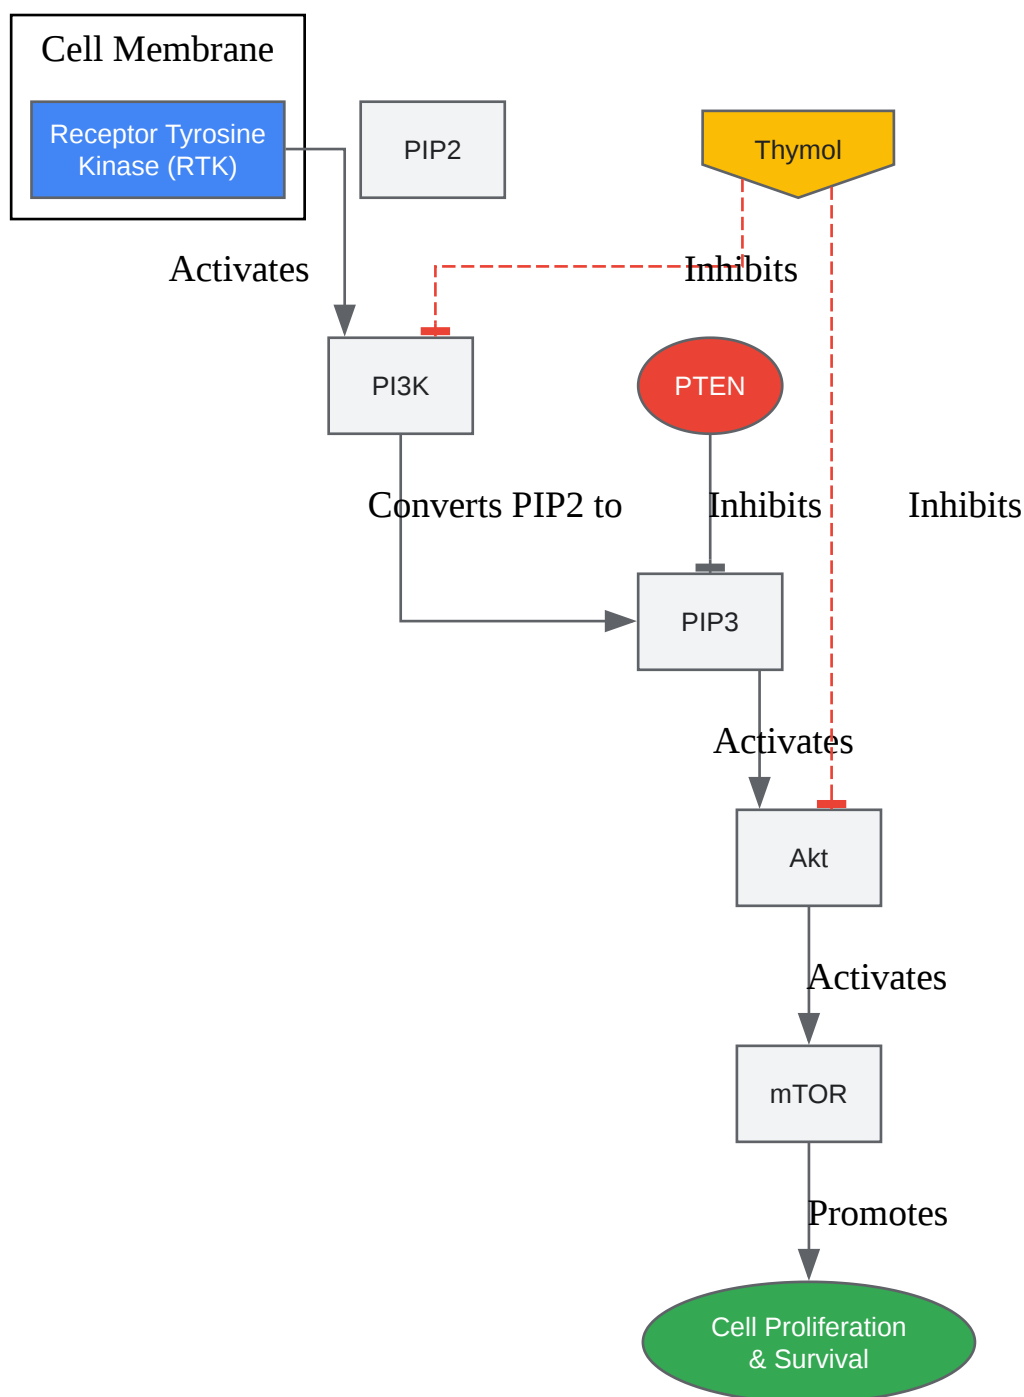 Cell Membrane
Receptor Tyrosine
Kinase (RTK)
PIP2
Thymol
Activates
Inhibits
PI3K
PTEN
Converts PIP2 to
Inhibits
Inhibits
PIP3
Activates
Akt
Activates
mTOR
Promotes
Cell Proliferation
& Survival